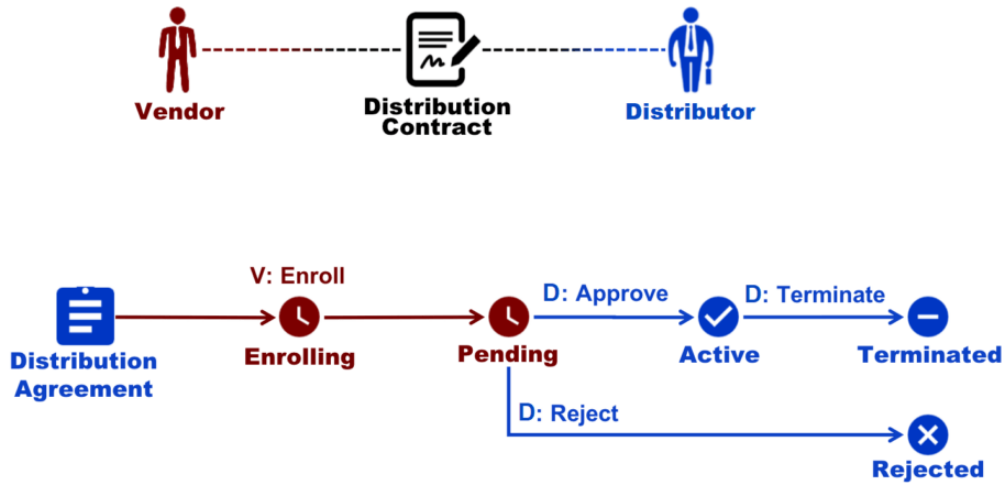 Vendor
Distribution
Contract
Distributor
V: Enroll
D: Approve
D: Terminate
Distribution
Agreement
Enrolling
Pending
Active
Terminated
D: Reject
Rejected